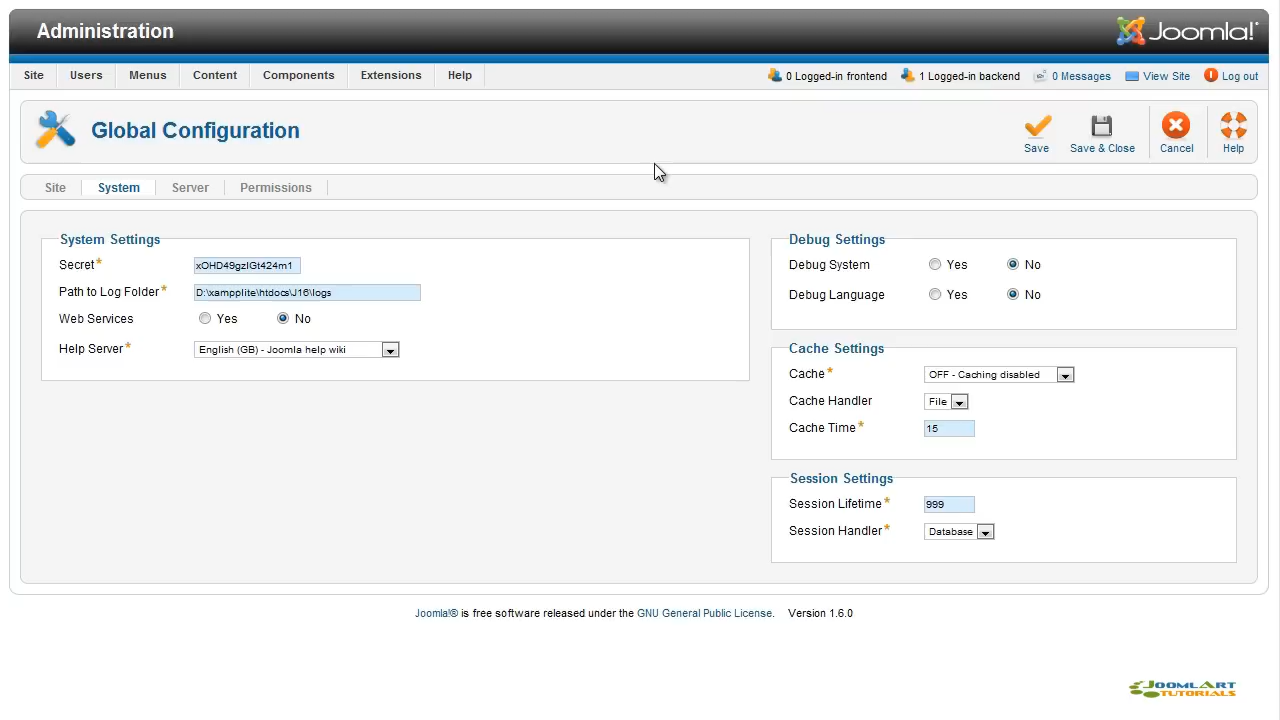 Administration
Joomla!
Site Users Menus Content Components Extensions Help
0 Logged-in frontend 1 Logged-in backend 0 Messages View Site Log out
Global Configuration
Save Save & Close Cancel Help
Site System Server Permissions
System Settings
Secret*
xOHD49gzIGt424m1
Path to Log Folder* D:\xampplite\htdocs\J16\logs
Web Services Yes No
Help Server* English (GB) - Joomla help wiki
Debug Settings
Debug System Yes No
Debug Language Yes No
Cache Settings
Cache* OFF - Caching disabled
Cache Handler File
Cache Time* 15
Session Settings
Session Lifetime* 999
Session Handler* Database
Joomla!® is free software released under the GNU General Public License. Version 1.6.0
JOOMLART
TUTORIALS